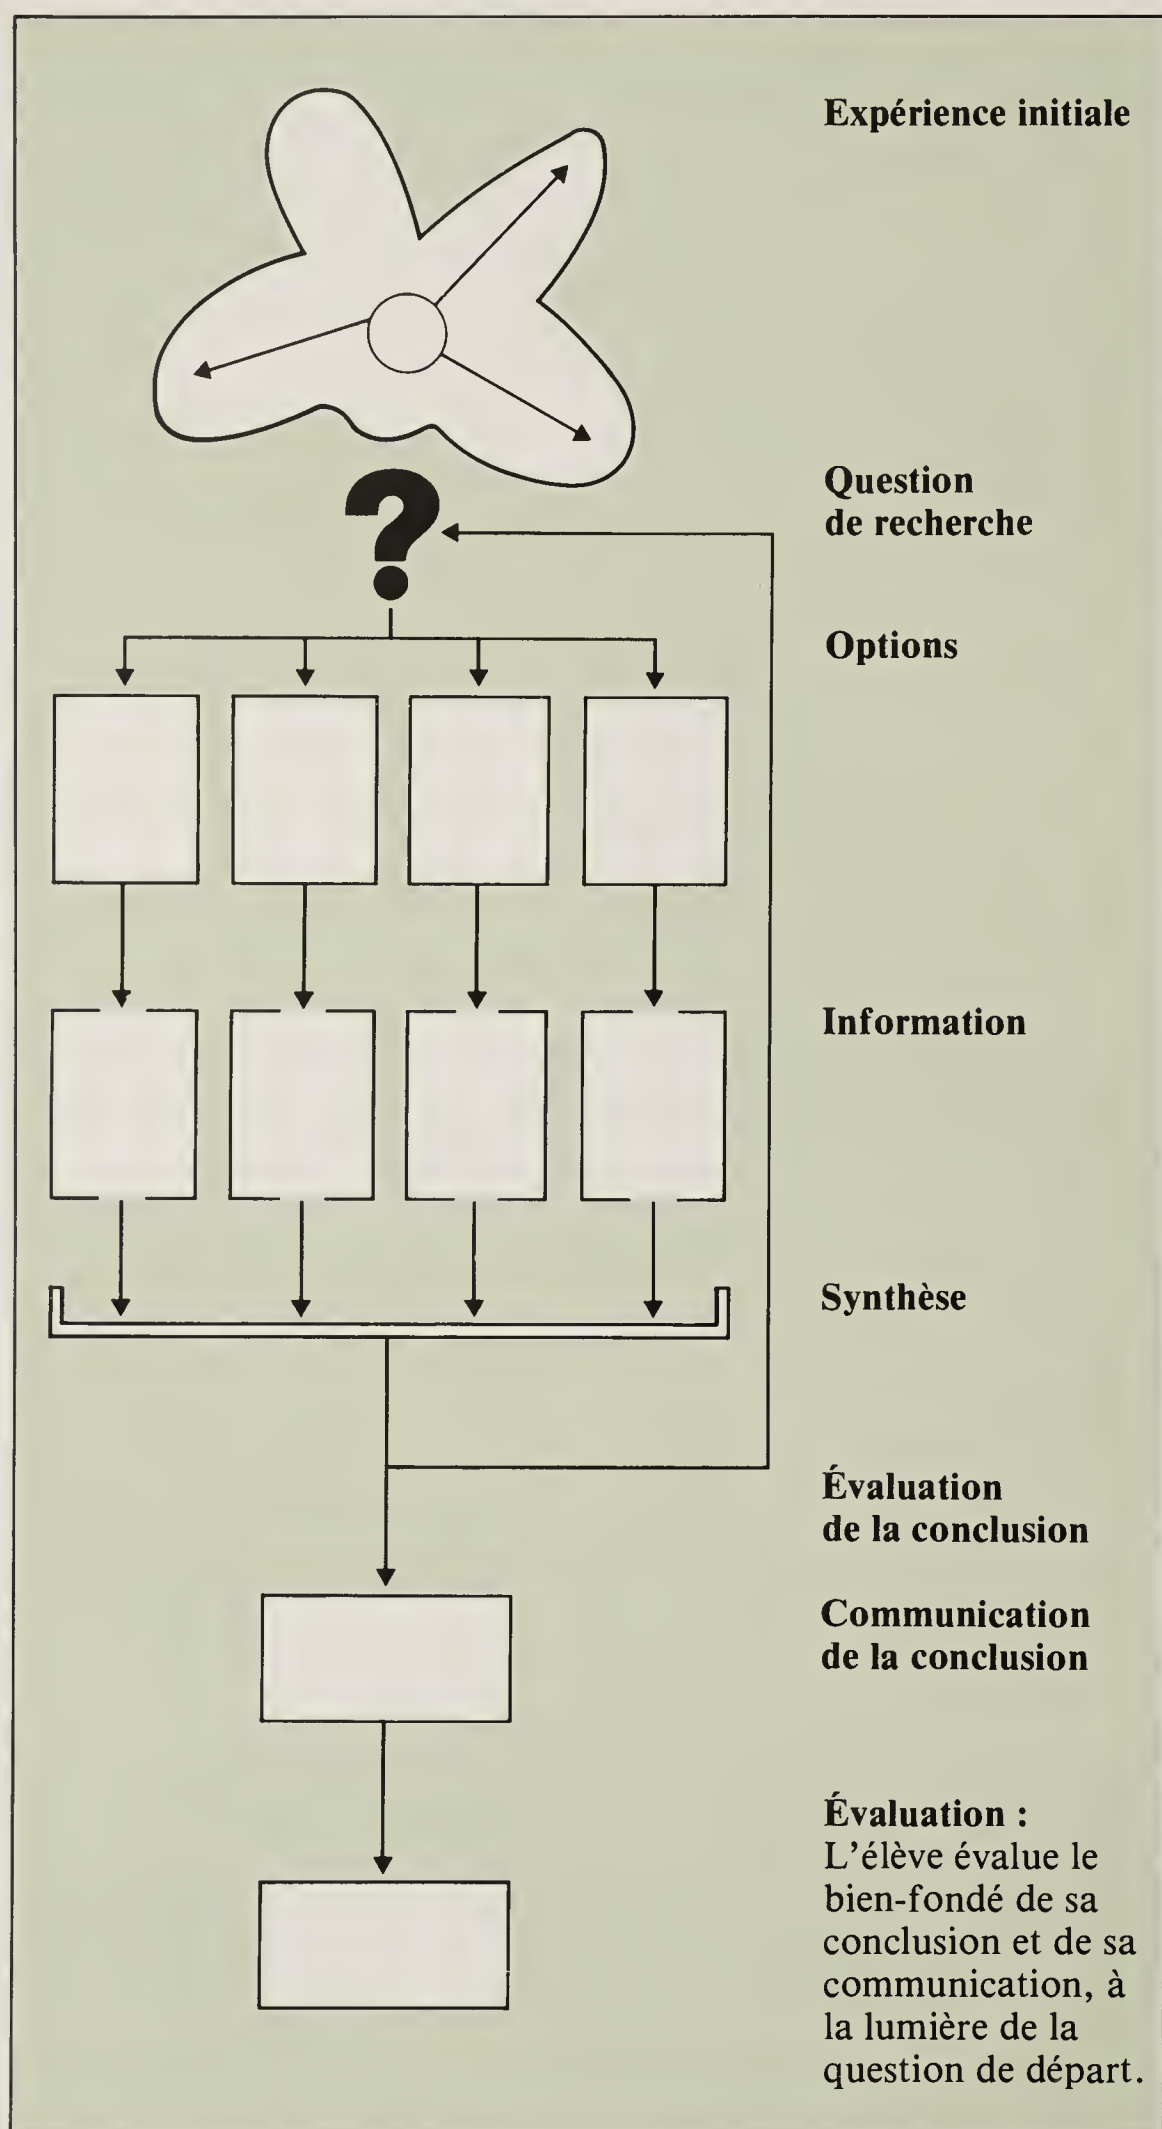 Expérience initiale
?
Question
de recherche
Options
Information
Synthèse
Évaluation
de la conclusion
Communication
de la conclusion
Évaluation :
L'élève évalue le
bien-fondé de sa
conclusion et de sa
communication, à
la lumière de la
question de départ.